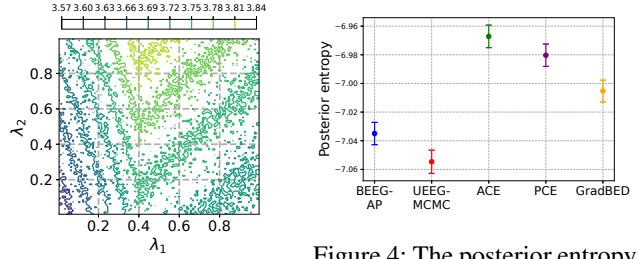 3.57 3.60 3.63 3.66 3.69 3.72 3.75 3.78 3.81 3.84
λ₂
0.8
0.6
0.4
0.2
0.2 0.4 0.6 0.8
λ₁
Posterior entropy
−6.96
−6.98
−7.00
−7.02
−7.04
−7.06
BEEG-AP UEEG-MCMC ACE PCE GradBED
Figure 4: The posterior entropy